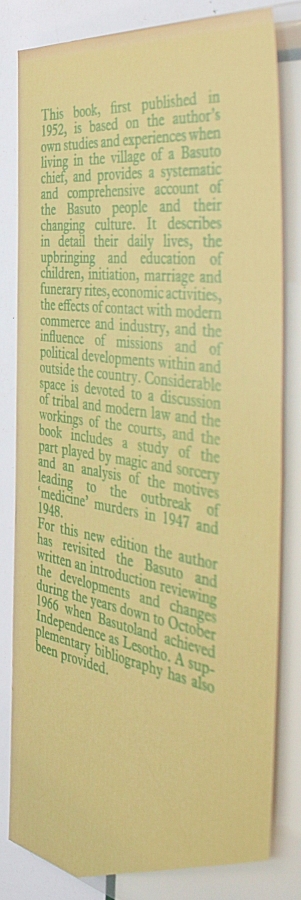 This book, first published in
1952, is based on the author's
own studies and experiences when
living in the village of a Basuto
chief, and provides a systematic
and comprehensive account of
the Basuto people and their
changing culture. It describes
in detail their daily lives, the
upbringing and education of
children, initiation, marriage and
funerary rites, economic activities,
the effects of contact with modern
commerce and industry, and the
influence of missions and of
political developments within and
outside the country. Considerable
space is devoted to a discussion
of tribal and modern law and the
workings of the courts, and the
book includes a study of the
part played by magic and sorcery
and an analysis of the motives
leading to the outbreak of
'medicine' murders in 1947 and
1948.
For this new edition the author
has revisited the Basuto and
written an introduction reviewing
the developments and changes
during the years down to October
1966 when Basutoland achieved
Independence as Lesotho. A sup-
plementary bibliography has also
been provided.